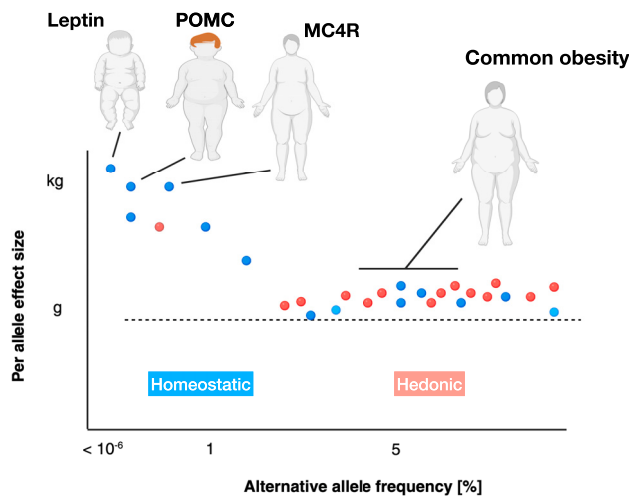 Leptin
POMC
MC4R
Common obesity
kg
g
Per allele effect size
Homeostatic
Hedonic
< 10⁻⁶
1
5
Alternative allele frequency [%]